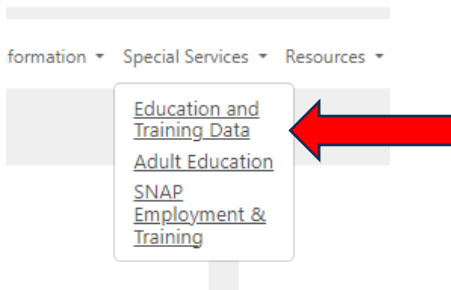 formation Special Services Resources
Education and
Training Data
Adult Education
SNAP
Employment &
Training